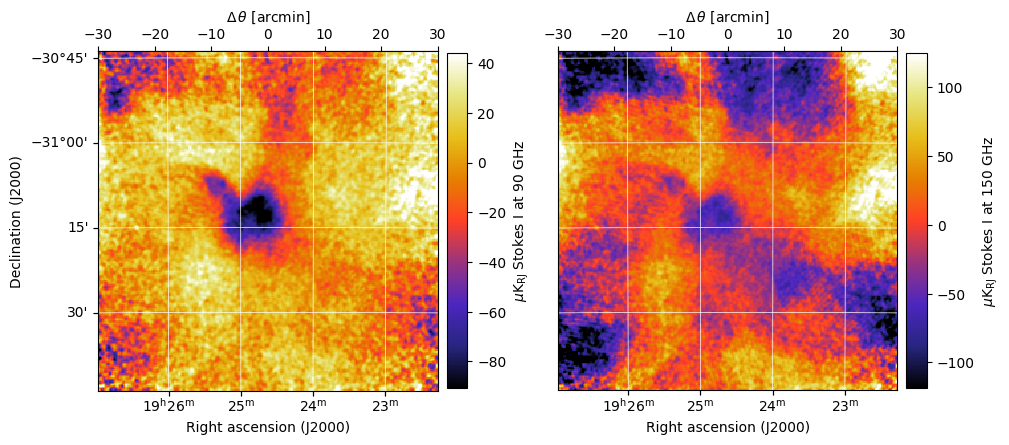 Δθ [arcmin]
−30 −20 −10 0 10 20 30
−30°45'
−31°00'
15'
30'
Declination (J2000)
19ʰ26ᵐ 25ᵐ 24ᵐ 23ᵐ
Right ascension (J2000)
40
20
0
−20
−40
−60
−80
μK_RJ Stokes I at 90 GHz
Δθ [arcmin]
−30 −20 −10 0 10 20 30
19ʰ26ᵐ 25ᵐ 24ᵐ 23ᵐ
Right ascension (J2000)
100
50
0
−50
−100
μK_RJ Stokes I at 150 GHz